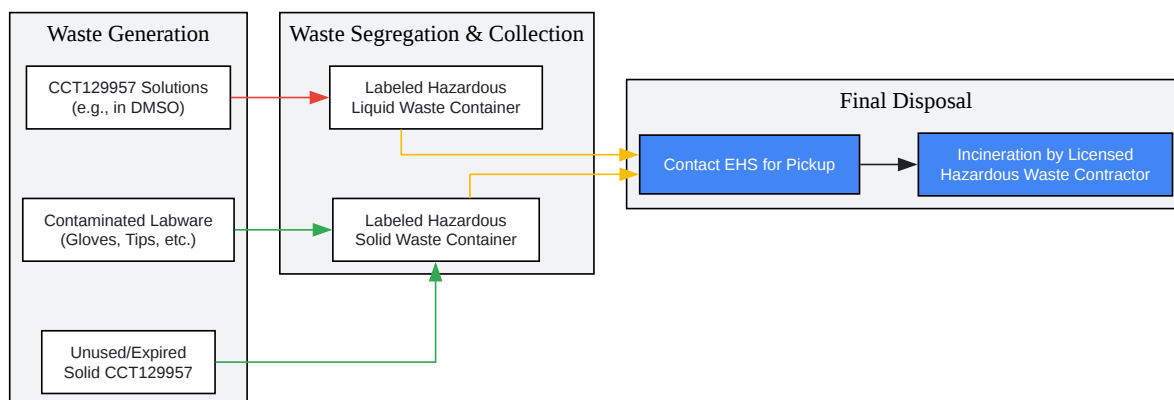 Waste Generation
CCT129957 Solutions
(e.g., in DMSO)
Contaminated Labware
(Gloves, Tips, etc.)
Unused/Expired
Solid CCT129957
Waste Segregation & Collection
Labeled Hazardous
Liquid Waste Container
Labeled Hazardous
Solid Waste Container
Final Disposal
Contact EHS for Pickup
Incineration by Licensed
Hazardous Waste Contractor